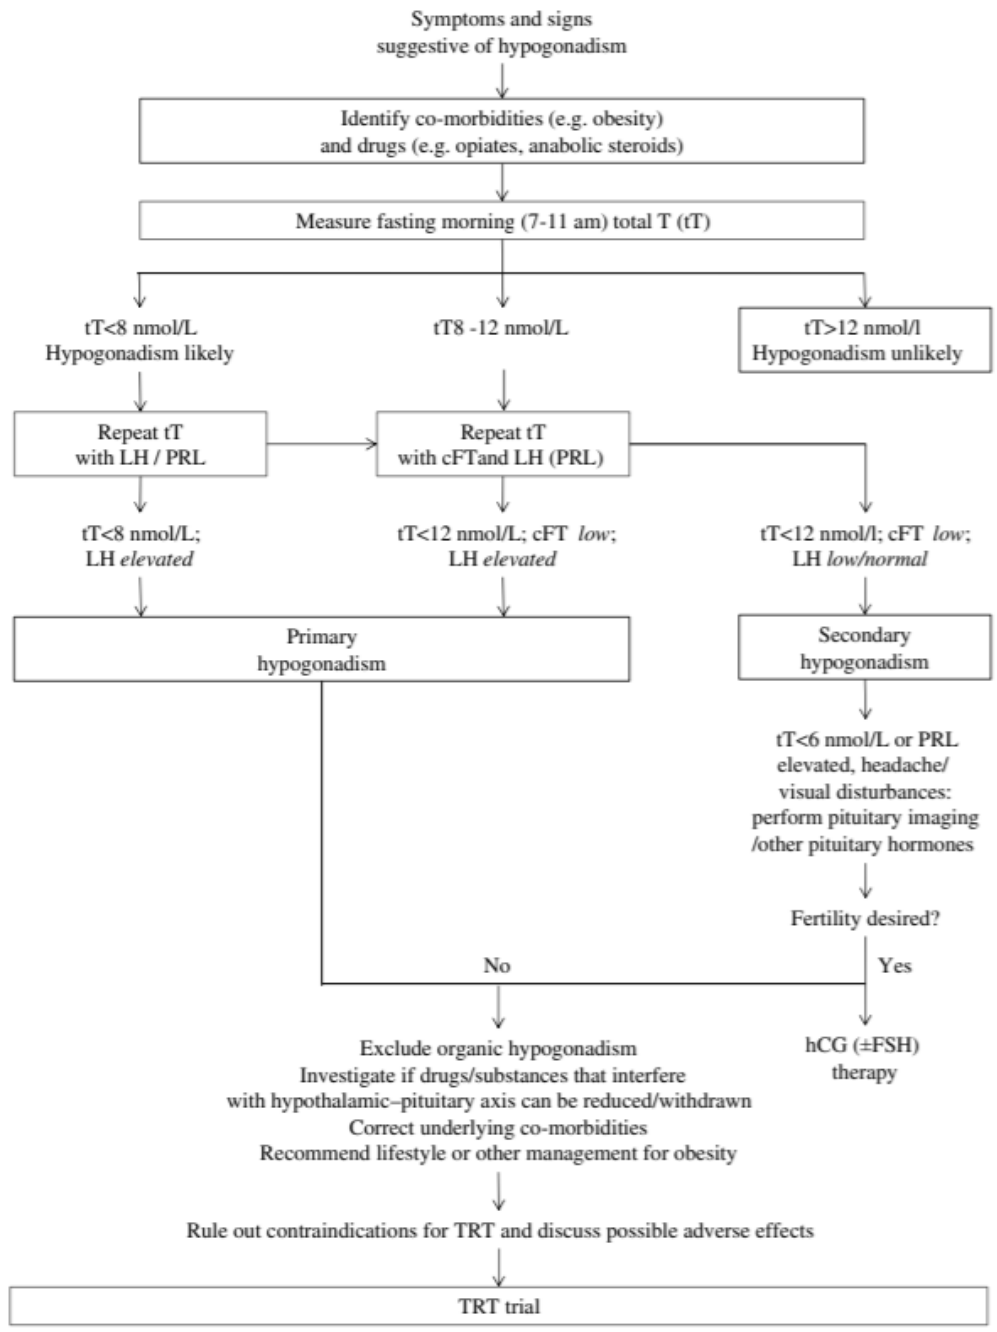 Symptoms and signs
suggestive of hypogonadism
Identify co-morbidities (e.g. obesity)
and drugs (e.g. opiates, anabolic steroids)
Measure fasting morning (7-11 am) total T (tT)
tT<8 nmol/L
Hypogonadism likely
tT8 -12 nmol/L
tT>12 nmol/l
Hypogonadism unlikely
Repeat tT
with LH / PRL
Repeat tT
with cFTand LH (PRL)
tT<8 nmol/L;
LH elevated
tT<12 nmol/L; cFT low;
LH elevated
tT<12 nmol/l; cFT low;
LH low/normal
Primary
hypogonadism
Secondary
hypogonadism
tT<6 nmol/L or PRL
elevated, headache/
visual disturbances:
perform pituitary imaging
/other pituitary hormones
Fertility desired?
No
Yes
hCG (±FSH)
therapy
Exclude organic hypogonadism
Investigate if drugs/substances that interfere
with hypothalamic–pituitary axis can be reduced/withdrawn
Correct underlying co-morbidities
Recommend lifestyle or other management for obesity
Rule out contraindications for TRT and discuss possible adverse effects
TRT trial